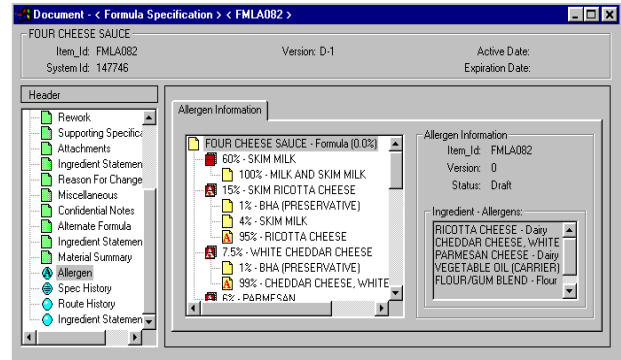 Document - < Formula Specification > < FMLA082 >
FOUR CHEESE SAUCE
Item_Id: FMLA082 Version: D-1 Active Date:
System Id: 147746 Expiration Date:
Header
Rework
Supporting Specifica
Attachments
Ingredient Statemen
Reason For Change
Miscellaneous
Confidential Notes
Alternate Formula
Ingredient Statemen
Material Summary
A Allergen
Spec History
Route History
Ingredient Statemen
Allergen Information
FOUR CHEESE SAUCE - Formula (0.0%)
60% - SKIM MILK
100% - MILK AND SKIM MILK
A 15% - SKIM RICOTTA CHEESE
1% - BHA (PRESERVATIVE)
4% - SKIM MILK
A 95% - RICOTTA CHEESE
A 7.5% - WHITE CHEDDAR CHEESE
1% - BHA (PRESERVATIVE)
A 99% - CHEDDAR CHEESE, WHITE
A 6% - PARMESAN
Allergen Information
Item_Id: FMLA082
Version: 0
Status: Draft
Ingredient - Allergens:
RICOTTA CHEESE - Dairy
CHEDDAR CHEESE, WHITE
PARMESAN CHEESE - Dairy
VEGETABLE OIL (CARRIER)
FLOUR/GUM BLEND - Flour